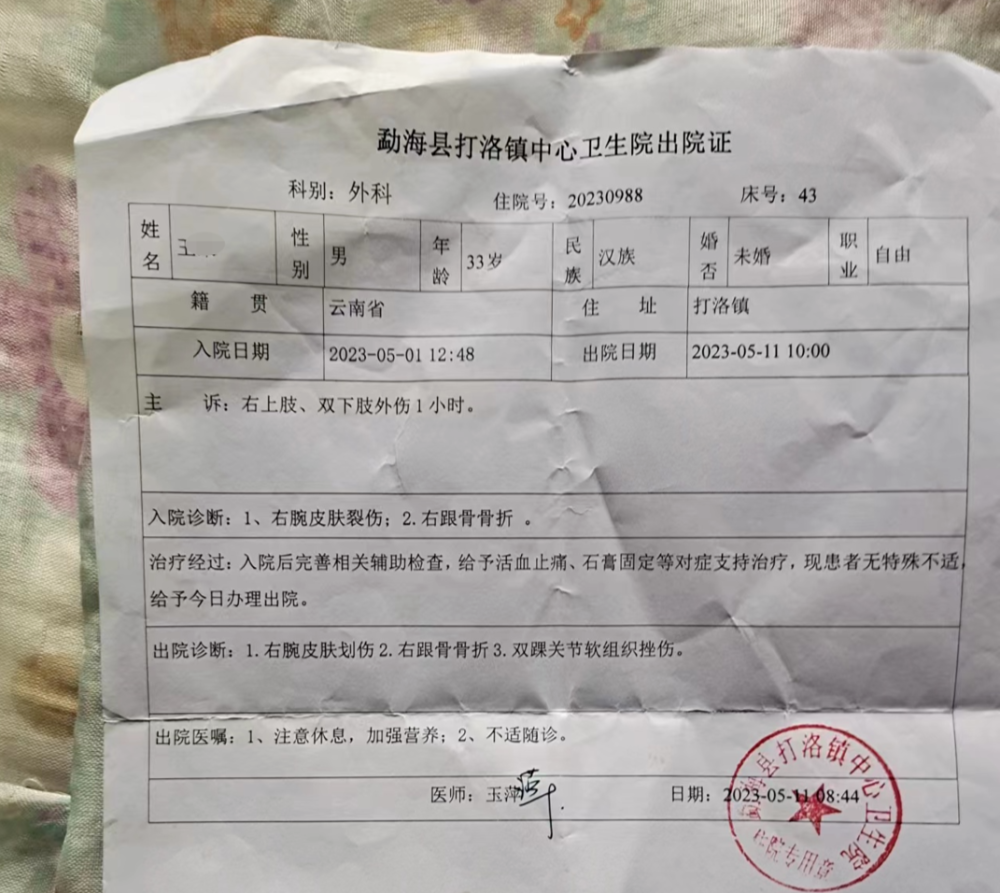 勐海县打洛镇中心卫生院出院证
科别：外科 住院号：20230988 床号：43
姓名 性别 男 年龄 33岁 民族 汉族 婚否 未婚 职业 自由
籍 贯 云南省 住 址 打洛镇
入院日期 2023-05-01 12:48 出院日期 2023-05-11 10:00
主 诉：右上肢、双下肢外伤1小时。
入院诊断：1、右腕皮肤裂伤；2.右跟骨骨折 。
治疗经过：入院后完善相关辅助检查，给予活血止痛、石膏固定等对症支持治疗，现患者无特殊不适，
给予今日办理出院。
出院诊断：1.右腕皮肤划伤2.右跟骨骨折3.双踝关节软组织挫伤。
出院医嘱：1、注意休息，加强营养；2、不适随诊。
医师：玉萍 日期：2023-05-11 08:44
勐海县打洛镇中心卫生院
住院专用章